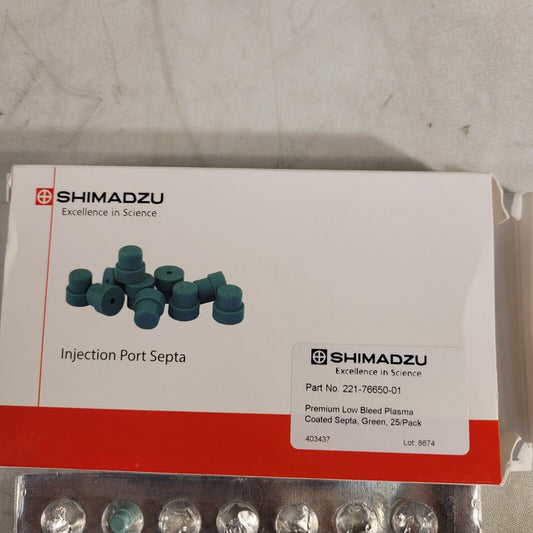 SHIMADZU
Excellence in Science
Injection Port Septa
SHIMADZU
Excellence in Science
Part No. 221-76650-01
Premium Low Bleed Plasma
Coated Septa, Green, 25/Pack
403437 Lot: 8674